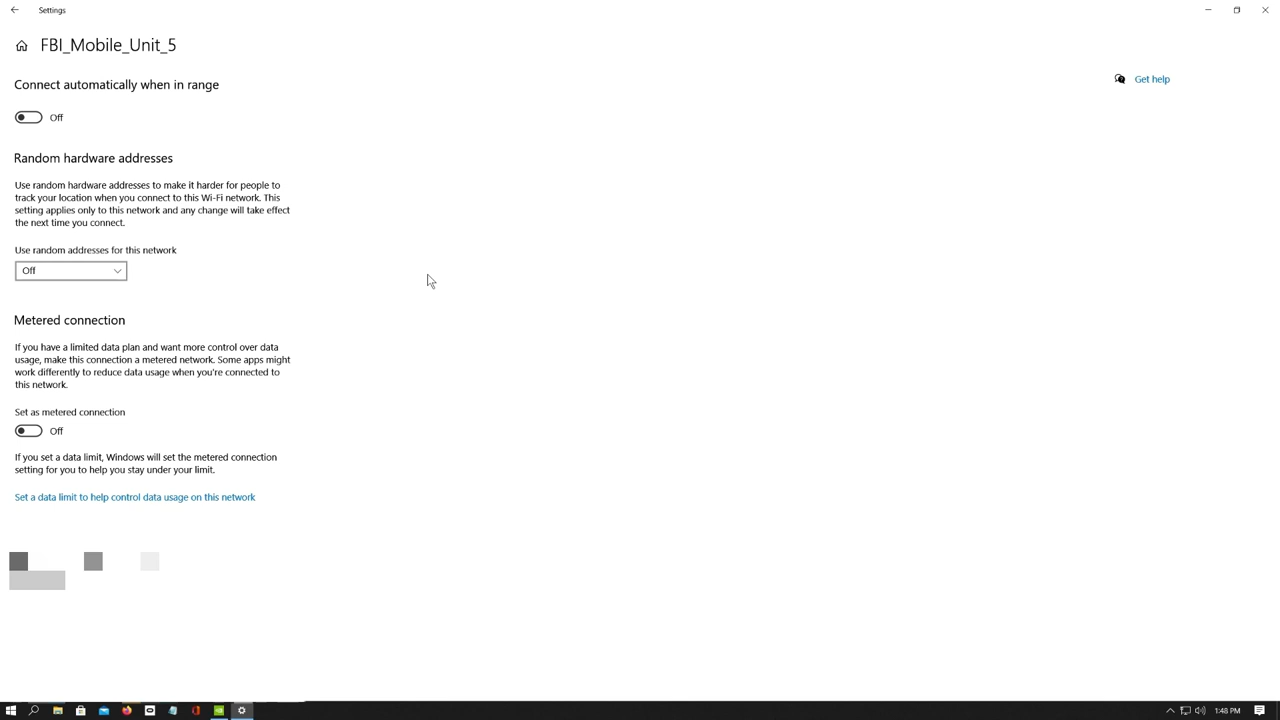 Settings
FBI_Mobile_Unit_5
Connect automatically when in range
Get help
Off
Random hardware addresses
Use random hardware addresses to make it harder for people to
track your location when you connect to this Wi-Fi network. This
setting applies only to this network and any change will take effect
the next time you connect.
Use random addresses for this network
Off
Metered connection
If you have a limited data plan and want more control over data
usage, make this connection a metered network. Some apps might
work differently to reduce data usage when you're connected to
this network.
Set as metered connection
Off
If you set a data limit, Windows will set the metered connection
setting for you to help you stay under your limit.
Set a data limit to help control data usage on this network
1:48 PM